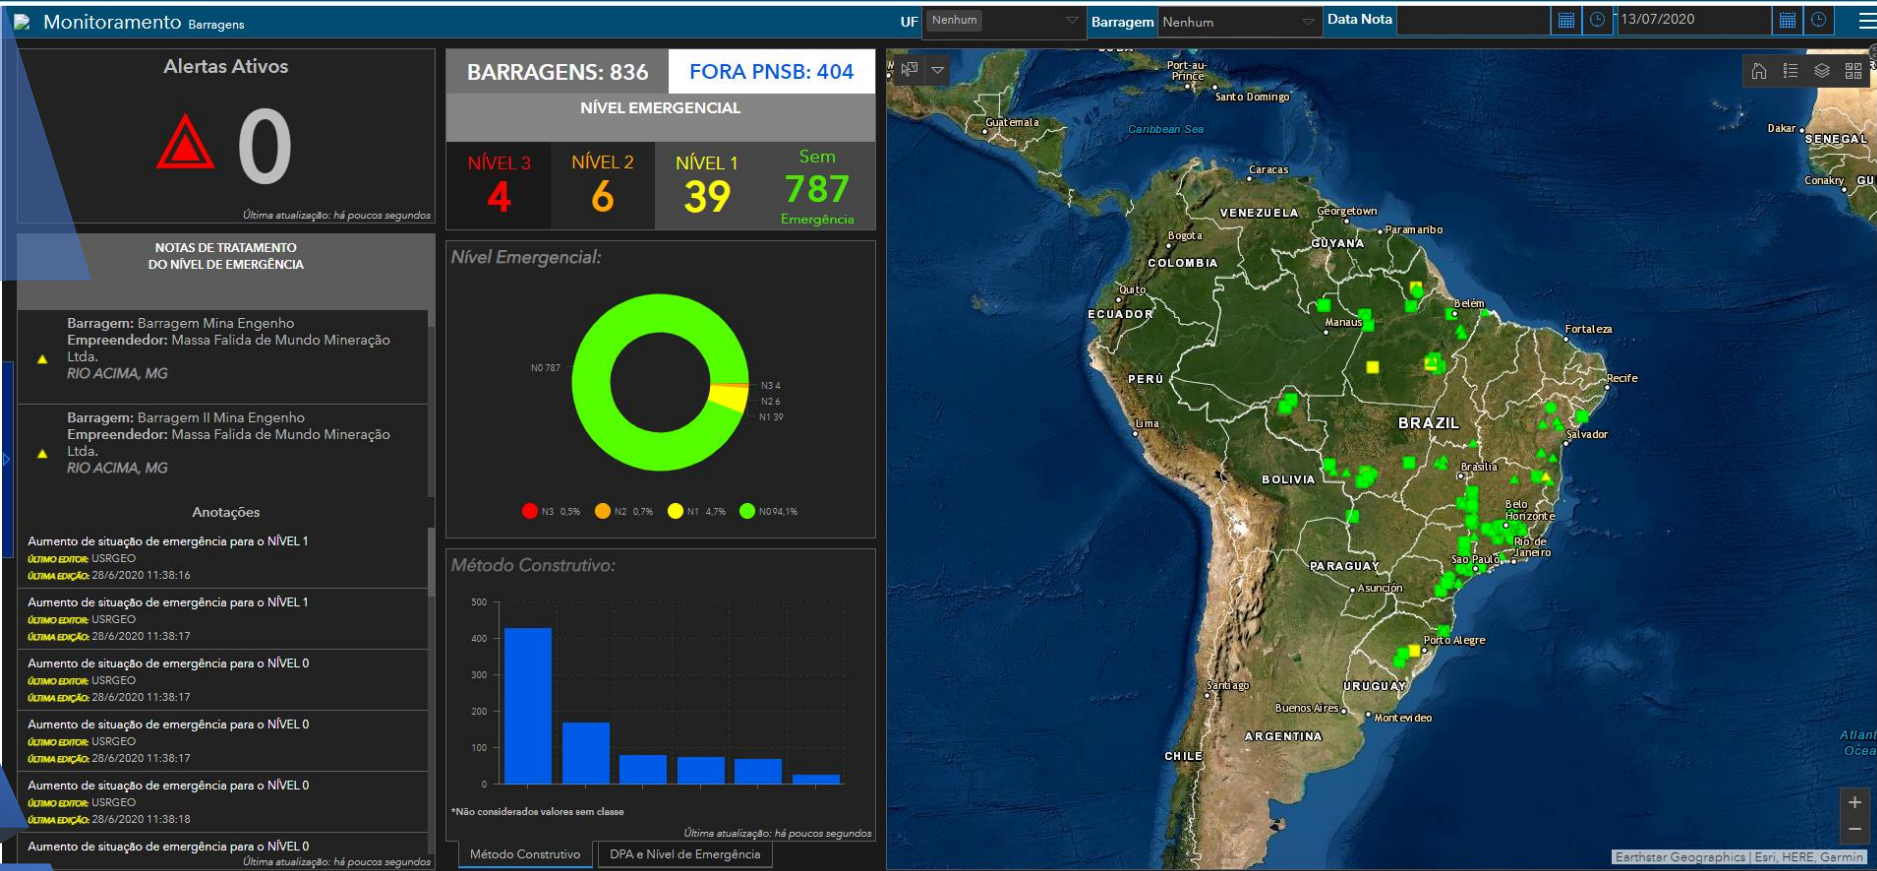 Monitoramento Barragens
UF Nenhum
Barragem Nenhum
Data Nota
13/07/2020
Alertas Ativos
0
Última atualização: há poucos segundos
NOTAS DE TRATAMENTO
DO NÍVEL DE EMERGÊNCIA
Barragem: Barragem Mina Engenho
Empreendedor: Massa Falida de Mundo Mineração
Ltda.
RIO ACIMA, MG
Barragem: Barragem II Mina Engenho
Empreendedor: Massa Falida de Mundo Mineração
Ltda.
RIO ACIMA, MG
Anotações
Aumento de situação de emergência para o NÍVEL 1
ÚLTIMO EDITOR: USRGEO
ÚLTIMA EDIÇÃO: 28/6/2020 11:38:16
Aumento de situação de emergência para o NÍVEL 1
ÚLTIMO EDITOR: USRGEO
ÚLTIMA EDIÇÃO: 28/6/2020 11:38:17
Aumento de situação de emergência para o NÍVEL 0
ÚLTIMO EDITOR: USRGEO
ÚLTIMA EDIÇÃO: 28/6/2020 11:38:17
Aumento de situação de emergência para o NÍVEL 0
ÚLTIMO EDITOR: USRGEO
ÚLTIMA EDIÇÃO: 28/6/2020 11:38:17
Aumento de situação de emergência para o NÍVEL 0
ÚLTIMO EDITOR: USRGEO
ÚLTIMA EDIÇÃO: 28/6/2020 11:38:18
Aumento de situação de emergência para o NÍVEL 0
Última atualização: há poucos segundos
BARRAGENS: 836
FORA PNSB: 404
NÍVEL EMERGENCIAL
NÍVEL 3
4
NÍVEL 2
6
NÍVEL 1
39
Sem
787
Emergência
Nível Emergencial:
N0 787
N3 4
N2 6
N1 39
N3 0,5%
N2 0,7%
N1 4,7%
N0 94,1%
Método Construtivo:
500
400
300
200
100
0
*Não considerados valores sem classe
Última atualização: há poucos segundos
Método Construtivo
DPA e Nível de Emergência
Port-au-
Prince
Santo Domingo
Guatemala
Caribbean Sea
Dakar
SENEGAL
Conakry
GU
Caracas
VENEZUELA
Georgetown
Paramaribo
Bogota
GUYANA
COLOMBIA
Quito
ECUADOR
Belém
Manaus
Fortaleza
PERÚ
Recife
Lima
BRAZIL
Salvador
Brasília
BOLIVIA
Belo
Horizonte
Rio de
Janeiro
Sao Paulo
PARAGUAY
Asunción
Porto Alegre
Santiago
URUGUAY
Buenos Aires
Montevideo
ARGENTINA
CHILE
Atlant
Ocea
+
−
Earthstar Geographics | Esri, HERE, Garmin